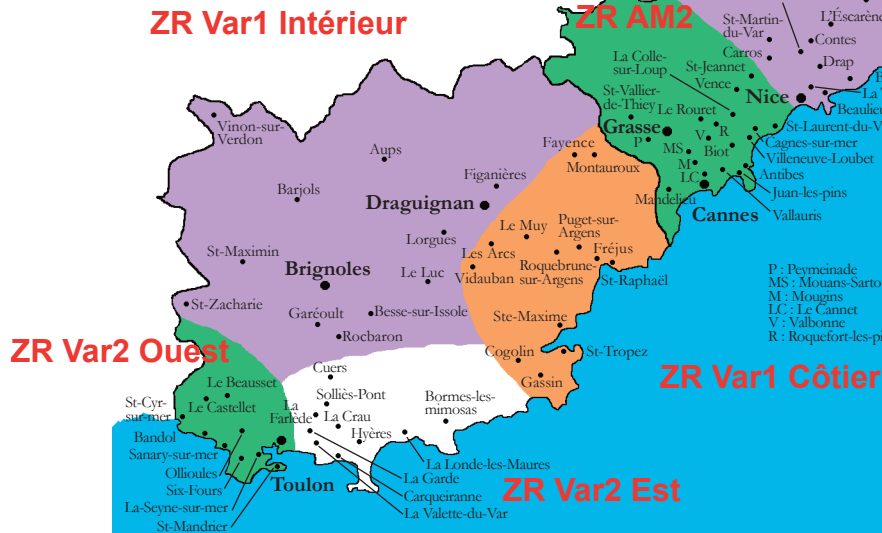 ZR Var1 Intérieur
ZR AM2
St-Martin-
du-Var
L'Escarène
Contes
Carros
Drap
La Colle-
sur-Loup
St-Jeannet
Vence
Nice
Beaulieu
St-Vallier-
de-Thiey
Le Rouret
Grasse
P
V
R
MS
Biot
M
LC
St-Laurent-du-V
Cagnes-sur-mer
Villeneuve-Loubet
Antibes
Juan-les-pins
Vallauris
Mandelieu
Cannes
Vinon-sur-
Verdon
Aups
Fayence
Montauroux
Figanières
Barjols
Draguignan
Le Muy
Puget-sur-
Argens
Lorgues
Les Arcs
Fréjus
St-Maximin
Brignoles
Le Luc
Vidauban
Roquebrune-
sur-Argens
St-Raphaël
P : Peymeinade
MS : Mouans-Sarto
M : Mougins
LC : Le Cannet
V : Valbonne
R : Roquefort-les-pi
St-Zacharie
Garéoult
Besse-sur-Issole
Ste-Maxime
Rocbaron
ZR Var2 Ouest
Cogolin
St-Tropez
Cuers
Gassin
ZR Var1 Côtier
Le Beausset
Solliès-Pont
Bormes-les-
mimosas
St-Cyr-
sur-mer
Le Castellet
La
Farlède
La Crau
Hyères
Bandol
Sanary-sur-mer
La Londe-les-Maures
Ollioules
La Garde
Six-Fours
Toulon
ZR Var2 Est
Carqueiranne
La-Seyne-sur-mer
La Valette-du-Var
St-Mandrier